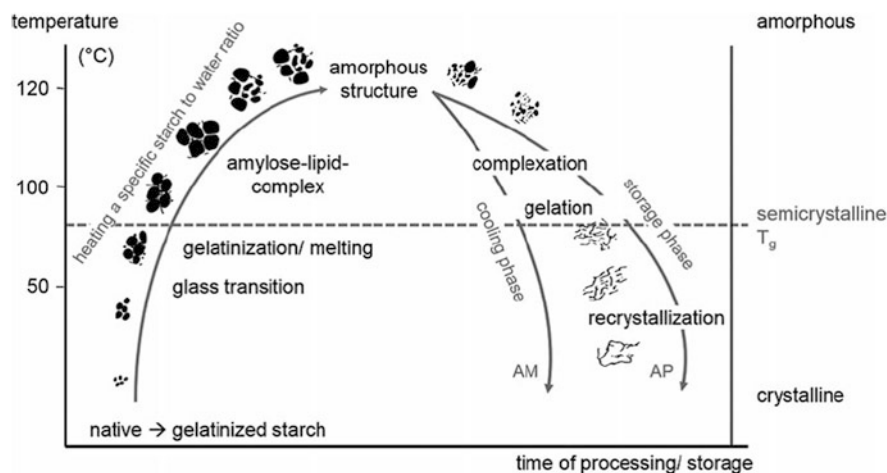 temperature
amorphous
(°C)
120
100
50
heating a specific starch to water ratio
amorphous
structure
amylose-lipid-
complex
complexation
gelation
cooling phase
storage phase
semicrystalline
Tg
gelatinization/ melting
glass transition
recrystallization
AM
AP
crystalline
native → gelatinized starch
time of processing/ storage